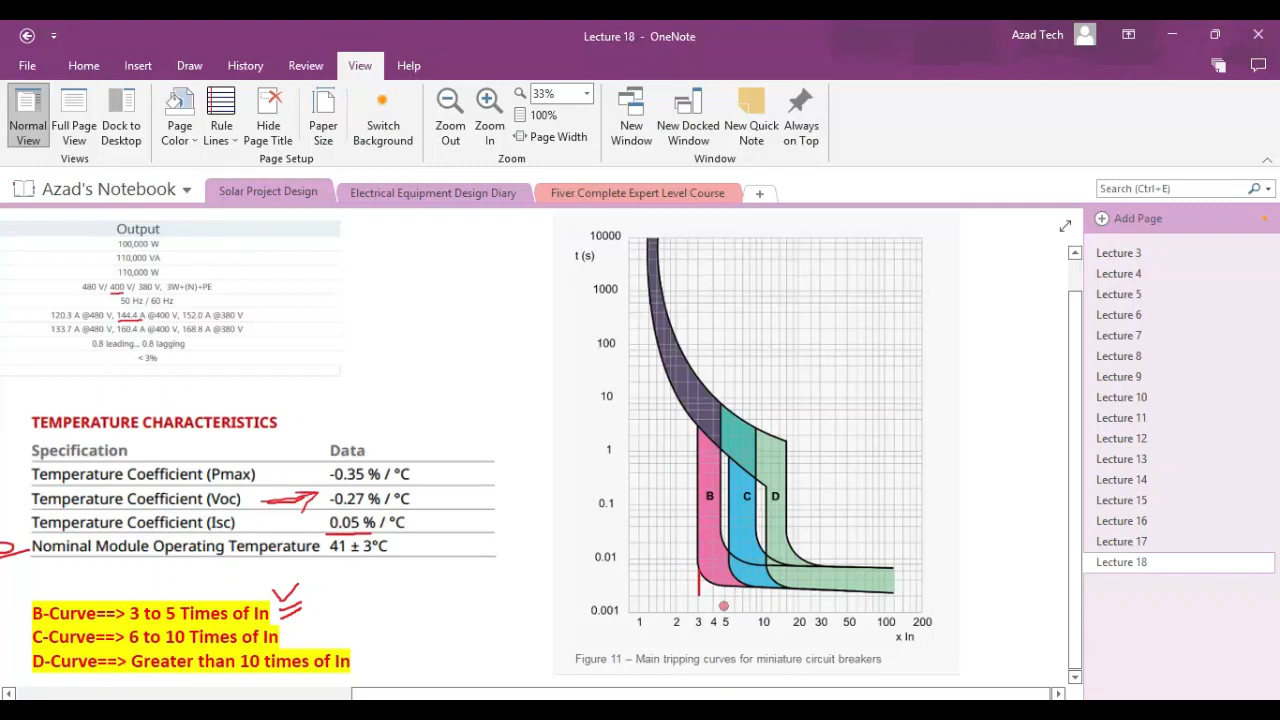 Lecture 18 - OneNote
Azad Tech
File Home Insert Draw History Review View Help
33%
100%
Page Width
Normal View
Full Page View
Dock to Desktop
Page Color
Rule Lines
Hide Page Title
Paper Size
Switch Background
Zoom Out
Zoom In
New Window
New Docked Window
New Quick Note
Always on Top
Views
Page Setup
Zoom
Window
Azad's Notebook
Solar Project Design
Electrical Equipment Design Diary
Fiver Complete Expert Level Course
Search (Ctrl+E)
Add Page
Lecture 3
Lecture 4
Lecture 5
Lecture 6
Lecture 7
Lecture 8
Lecture 9
Lecture 10
Lecture 11
Lecture 12
Lecture 13
Lecture 14
Lecture 15
Lecture 16
Lecture 17
Lecture 18
Output
100,000 W
110,000 VA
110,000 W
480 V/ 400 V/ 380 V, 3W+(N)+PE
50 Hz / 60 Hz
120.3 A @480 V, 144.4 A @400 V, 152.0 A @380 V
133.7 A @480 V, 160.4 A @400 V, 168.8 A @380 V
0.8 leading... 0.8 lagging
< 3%
TEMPERATURE CHARACTERISTICS
Specification Data
Temperature Coefficient (Pmax) -0.35 % / °C
Temperature Coefficient (Voc) -0.27 % / °C
Temperature Coefficient (Isc) 0.05 % / °C
Nominal Module Operating Temperature 41 ± 3°C
B-Curve==> 3 to 5 Times of In
C-Curve==> 6 to 10 Times of In
D-Curve==> Greater than 10 times of In
10000
t (s)
1000
100
10
1
0.1
0.01
0.001
B C D
1 2 3 4 5 10 20 30 50 100 200
x In
Figure 11 – Main tripping curves for miniature circuit breakers